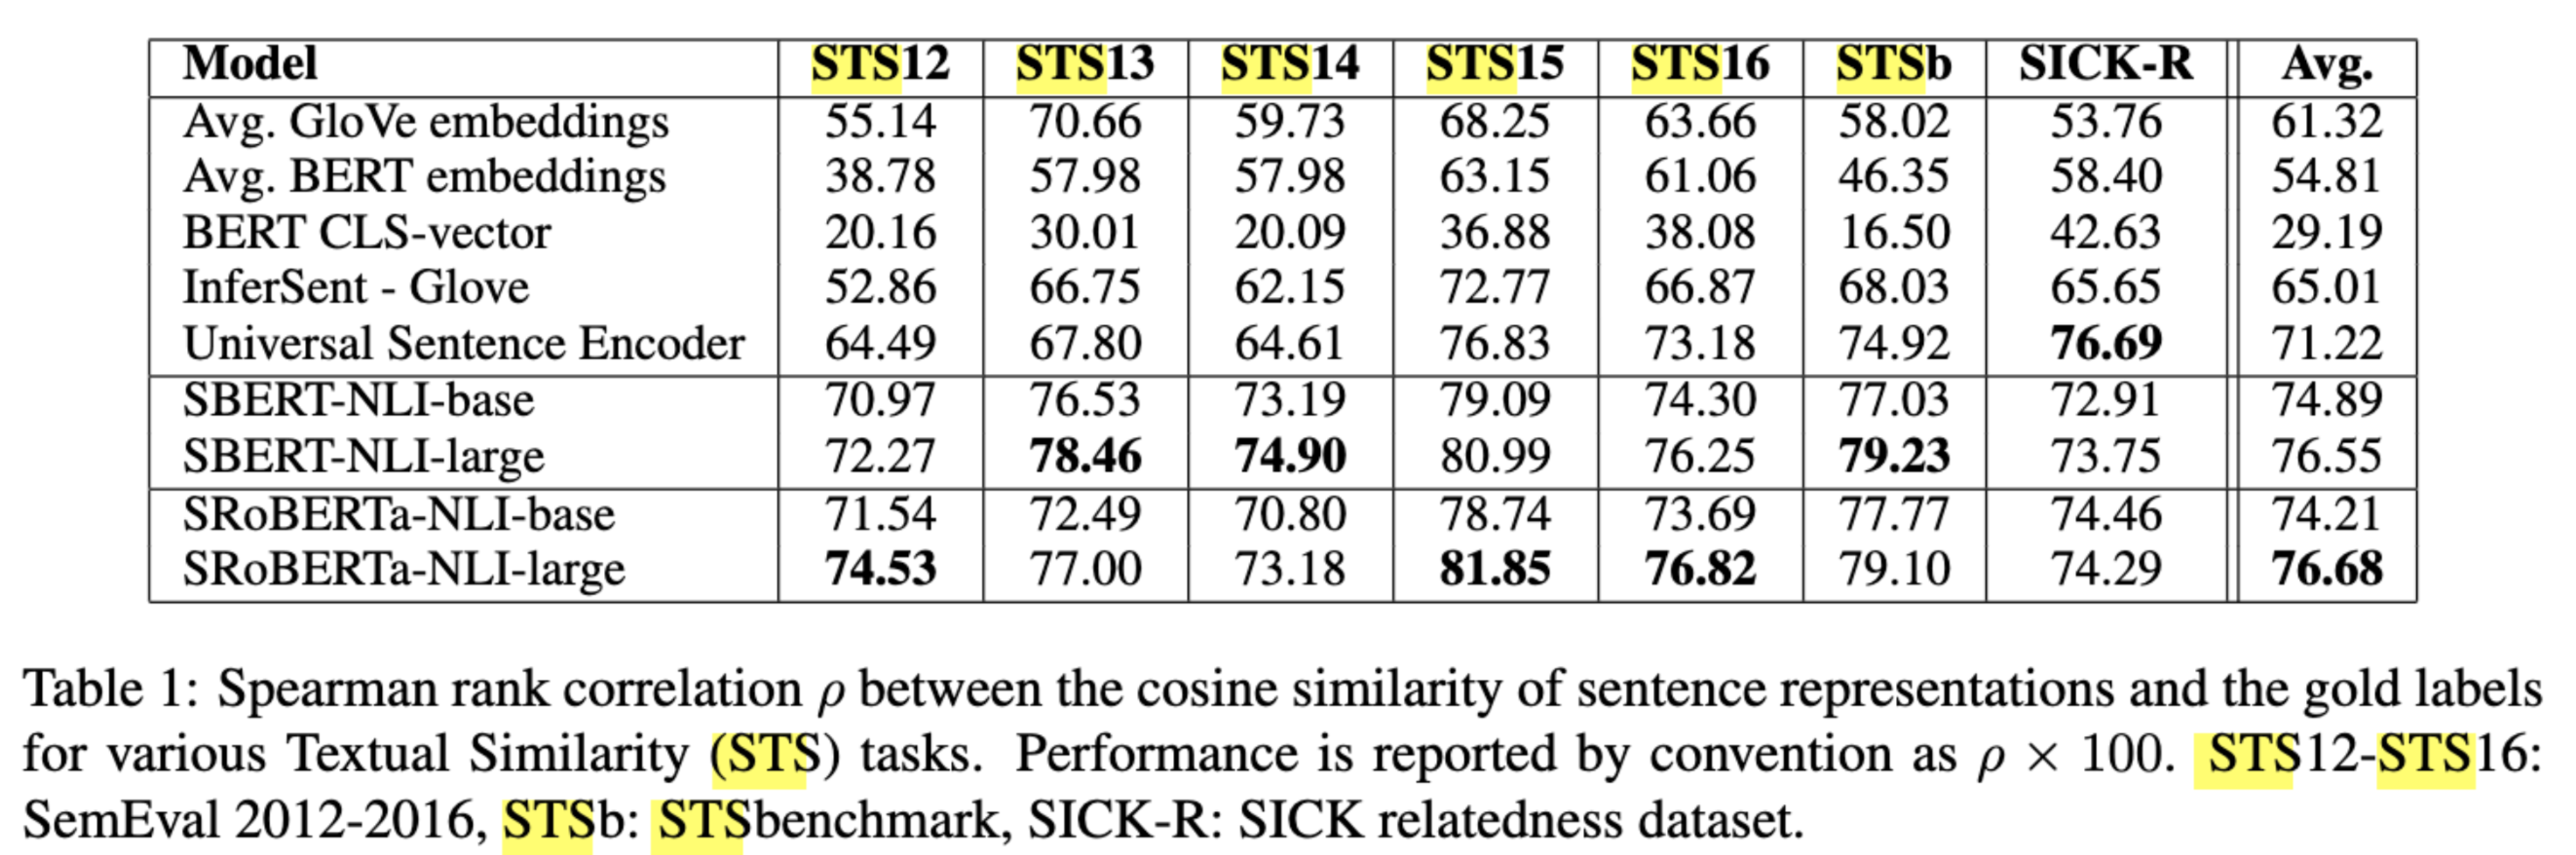 Model STS12 STS13 STS14 STS15 STS16 STSb SICK-R Avg.
Avg. GloVe embeddings 55.14 70.66 59.73 68.25 63.66 58.02 53.76 61.32
Avg. BERT embeddings 38.78 57.98 57.98 63.15 61.06 46.35 58.40 54.81
BERT CLS-vector 20.16 30.01 20.09 36.88 38.08 16.50 42.63 29.19
InferSent - Glove 52.86 66.75 62.15 72.77 66.87 68.03 65.65 65.01
Universal Sentence Encoder 64.49 67.80 64.61 76.83 73.18 74.92 76.69 71.22
SBERT-NLI-base 70.97 76.53 73.19 79.09 74.30 77.03 72.91 74.89
SBERT-NLI-large 72.27 78.46 74.90 80.99 76.25 79.23 73.75 76.55
SRoBERTa-NLI-base 71.54 72.49 70.80 78.74 73.69 77.77 74.46 74.21
SRoBERTa-NLI-large 74.53 77.00 73.18 81.85 76.82 79.10 74.29 76.68
Table 1: Spearman rank correlation ρ between the cosine similarity of sentence representations and the gold labels
for various Textual Similarity (STS) tasks. Performance is reported by convention as ρ × 100. STS12-STS16:
SemEval 2012-2016, STSb: STSbenchmark, SICK-R: SICK relatedness dataset.